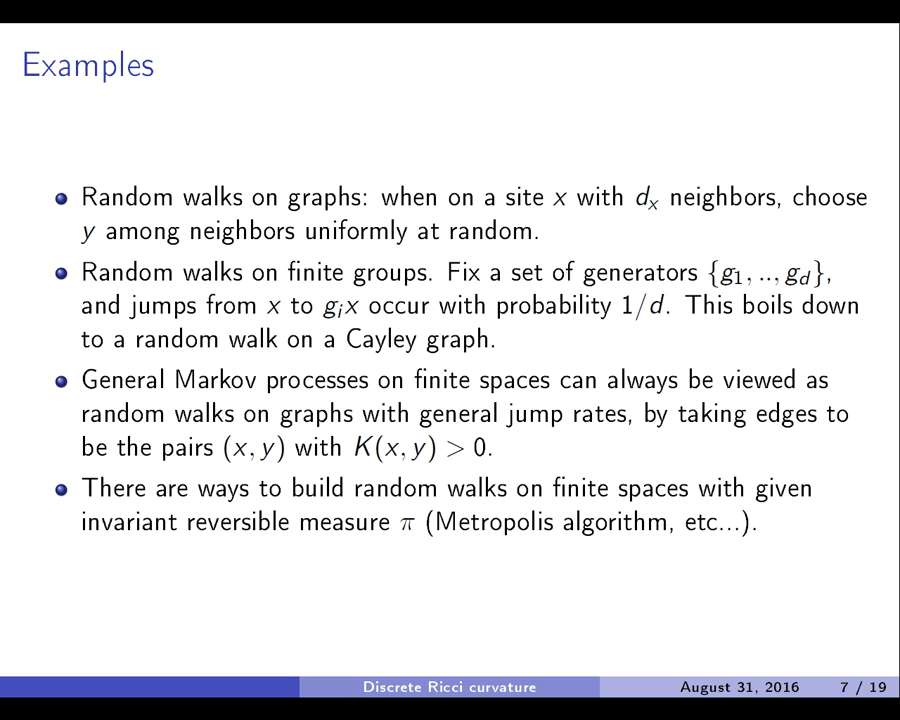 Examples
Random walks on graphs: when on a site x with dₓ neighbors, choose
y among neighbors uniformly at random.
Random walks on finite groups. Fix a set of generators {g₁, .., g_d},
and jumps from x to gᵢx occur with probability 1/d. This boils down
to a random walk on a Cayley graph.
General Markov processes on finite spaces can always be viewed as
random walks on graphs with general jump rates, by taking edges to
be the pairs (x, y) with K(x, y) > 0.
There are ways to build random walks on finite spaces with given
invariant reversible measure π (Metropolis algorithm, etc...).
Discrete Ricci curvature August 31, 2016 7 / 19